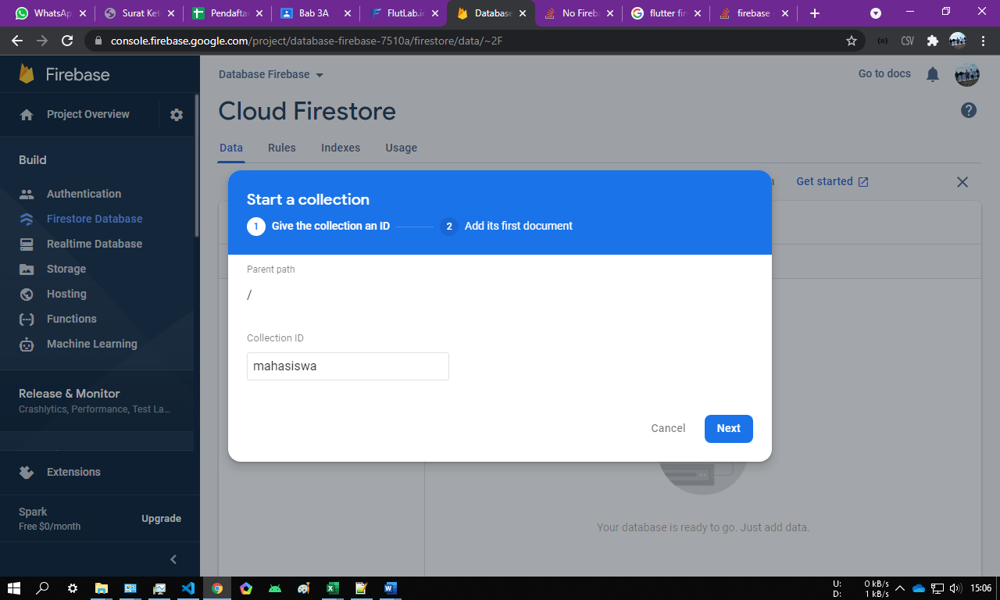 WhatsAp
Surat Ket
Pendafta
Bab 3A
FlutLab.i
Database
No Fireba
flutter fir
firebase
console.firebase.google.com/project/database-firebase-7510a/firestore/data/~2F
CSV
Firebase
Database Firebase
Go to docs
Project Overview
Cloud Firestore
?
Data
Rules
Indexes
Usage
Build
Authentication
Firestore Database
Realtime Database
Storage
Hosting
Functions
Machine Learning
Get started
Start a collection
1 Give the collection an ID
2 Add its first document
Parent path
/
Collection ID
mahasiswa
Cancel
Next
Release & Monitor
Crashlytics, Performance, Test La...
Extensions
Spark
Free $0/month
Upgrade
Your database is ready to go. Just add data.
U: 0 kB/s
D: 1 kB/s
15:06